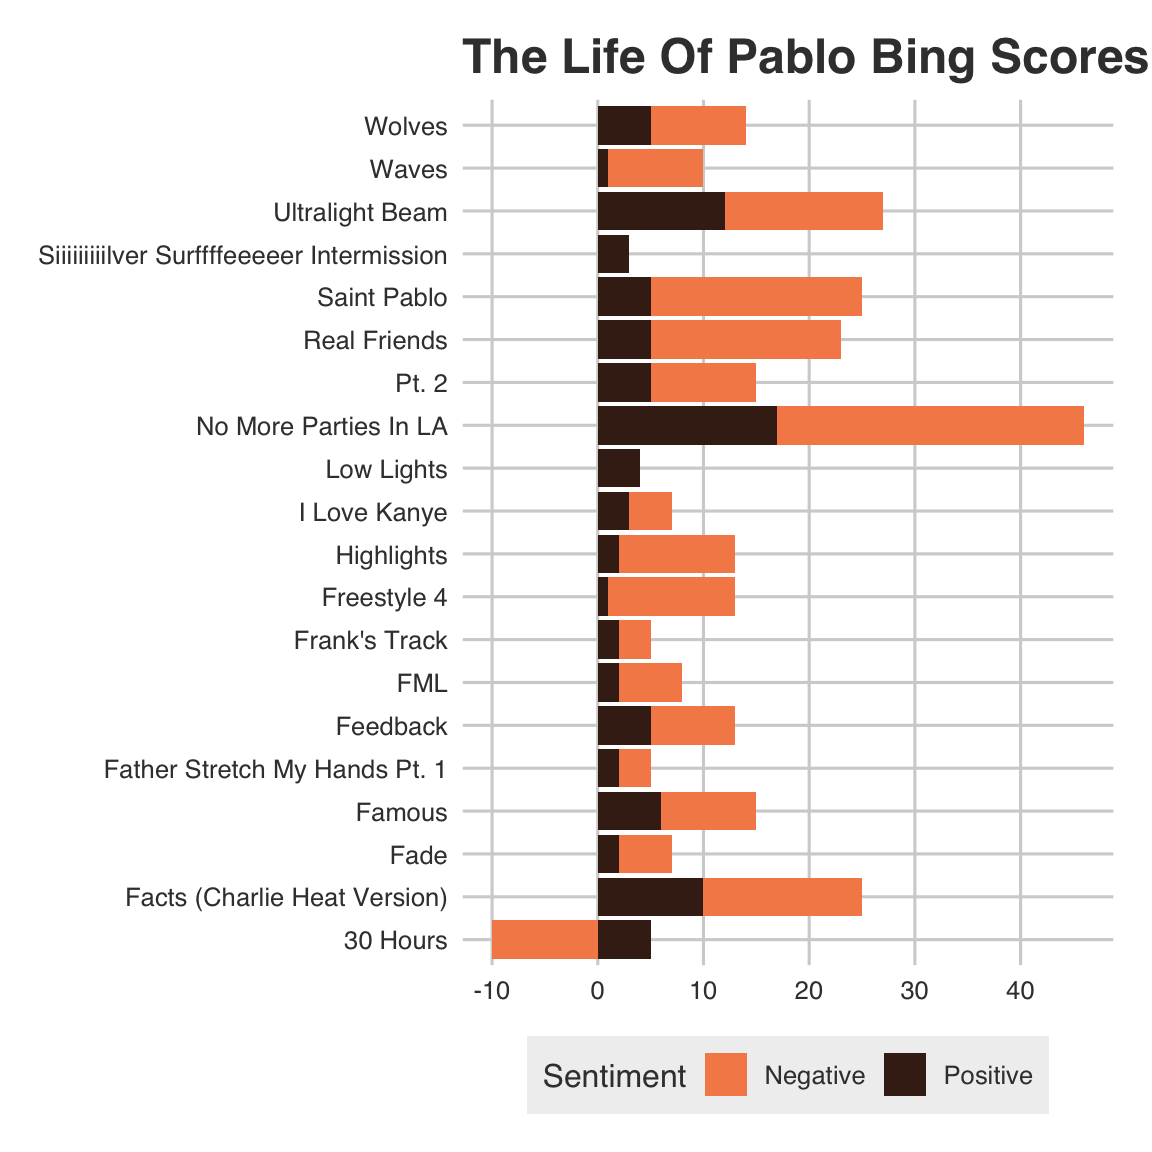 The Life Of Pablo Bing Scores
Wolves
Waves
Ultralight Beam
Siiiiiiiiilver Surffffeeeeer Intermission
Saint Pablo
Real Friends
Pt. 2
No More Parties In LA
Low Lights
I Love Kanye
Highlights
Freestyle 4
Frank's Track
FML
Feedback
Father Stretch My Hands Pt. 1
Famous
Fade
Facts (Charlie Heat Version)
30 Hours
-10 0 10 20 30 40
Sentiment Negative Positive